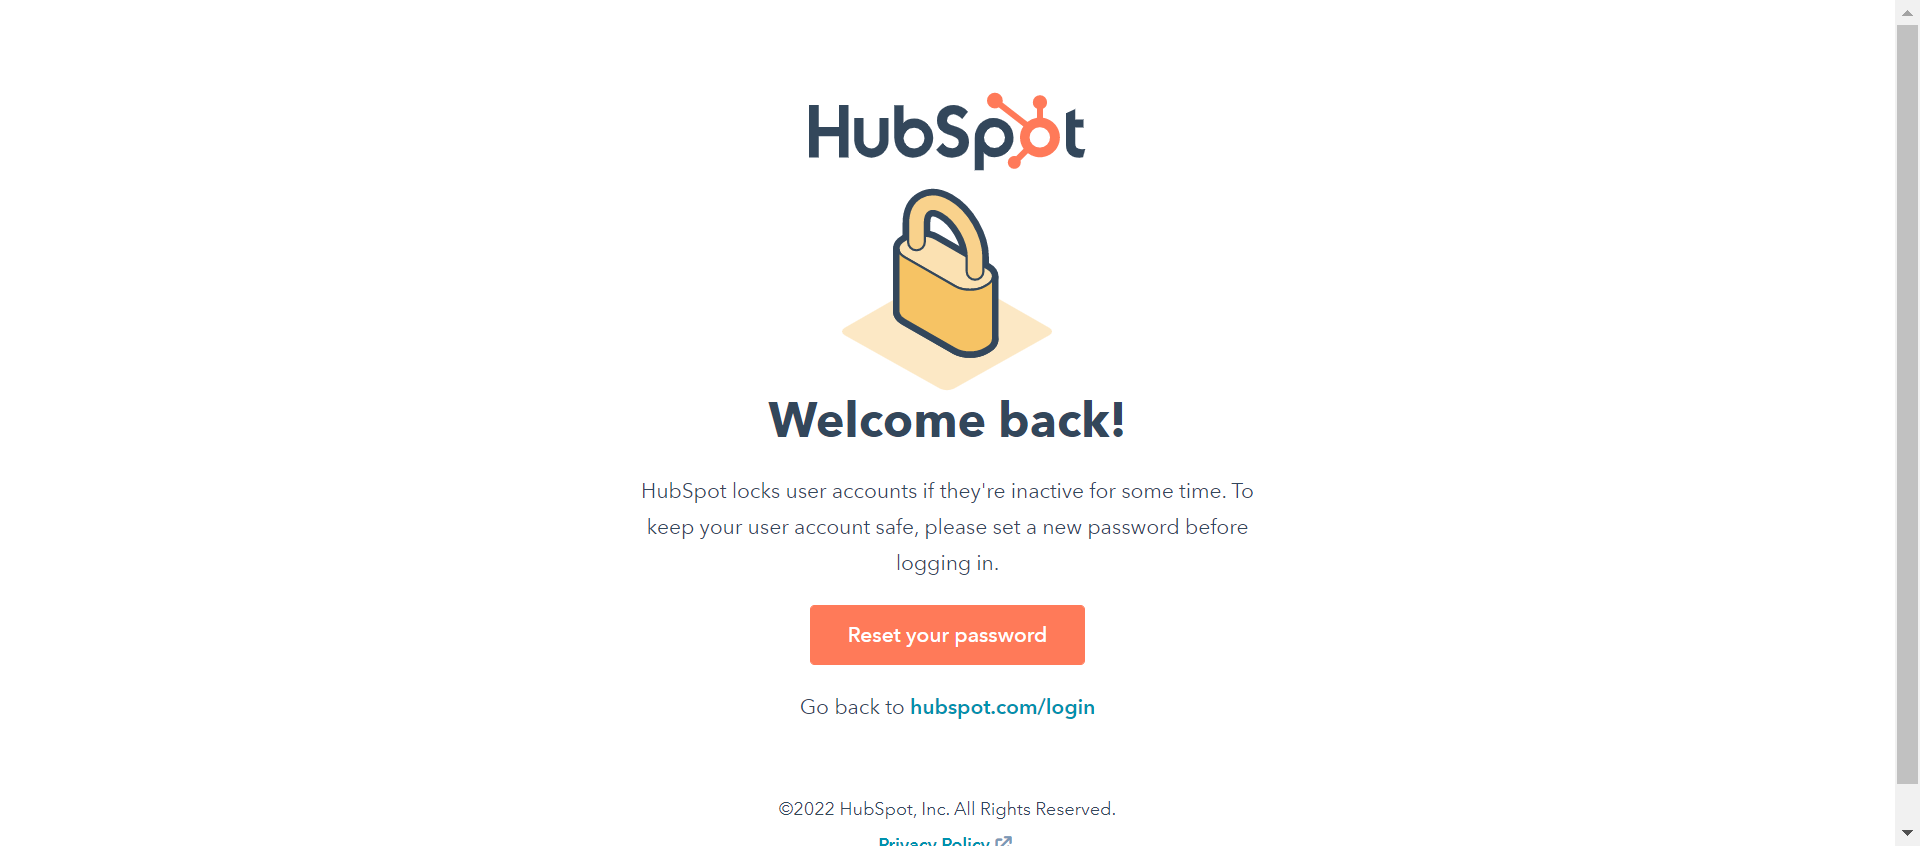 HubSpot
Welcome back!
HubSpot locks user accounts if they're inactive for some time. To
keep your user account safe, please set a new password before
logging in.
Reset your password
Go back to hubspot.com/login
©2022 HubSpot, Inc. All Rights Reserved.
Privacy Policy